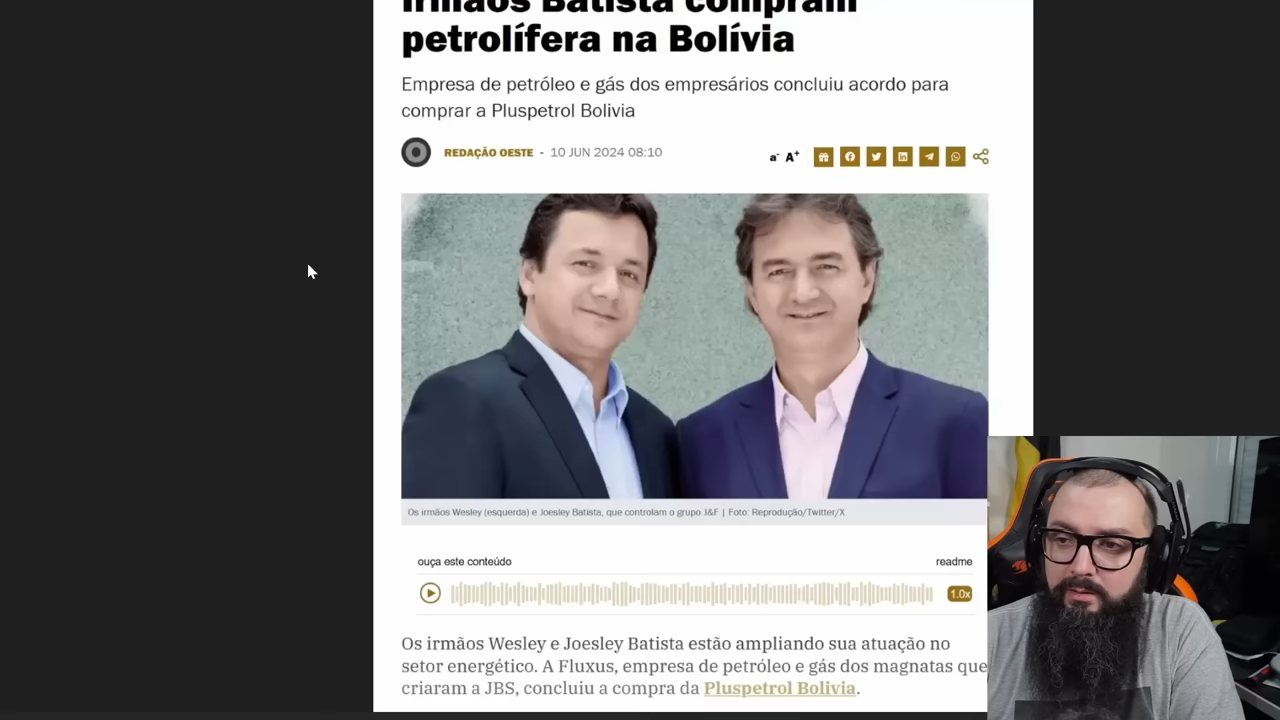 Irmãos Batista compram
petrolífera na Bolívia
Empresa de petróleo e gás dos empresários concluiu acordo para
comprar a Pluspetrol Bolivia
REDAÇÃO OESTE - 10 JUN 2024 08:10
a- A+
Os irmãos Wesley (esquerda) e Joesley Batista, que controlam o grupo J&F | Foto: Reprodução/Twitter/X
ouça este conteúdo
readme
1.0x
Os irmãos Wesley e Joesley Batista estão ampliando sua atuação no
setor energético. A Fluxus, empresa de petróleo e gás dos magnatas que
criaram a JBS, concluiu a compra da Pluspetrol Bolivia.